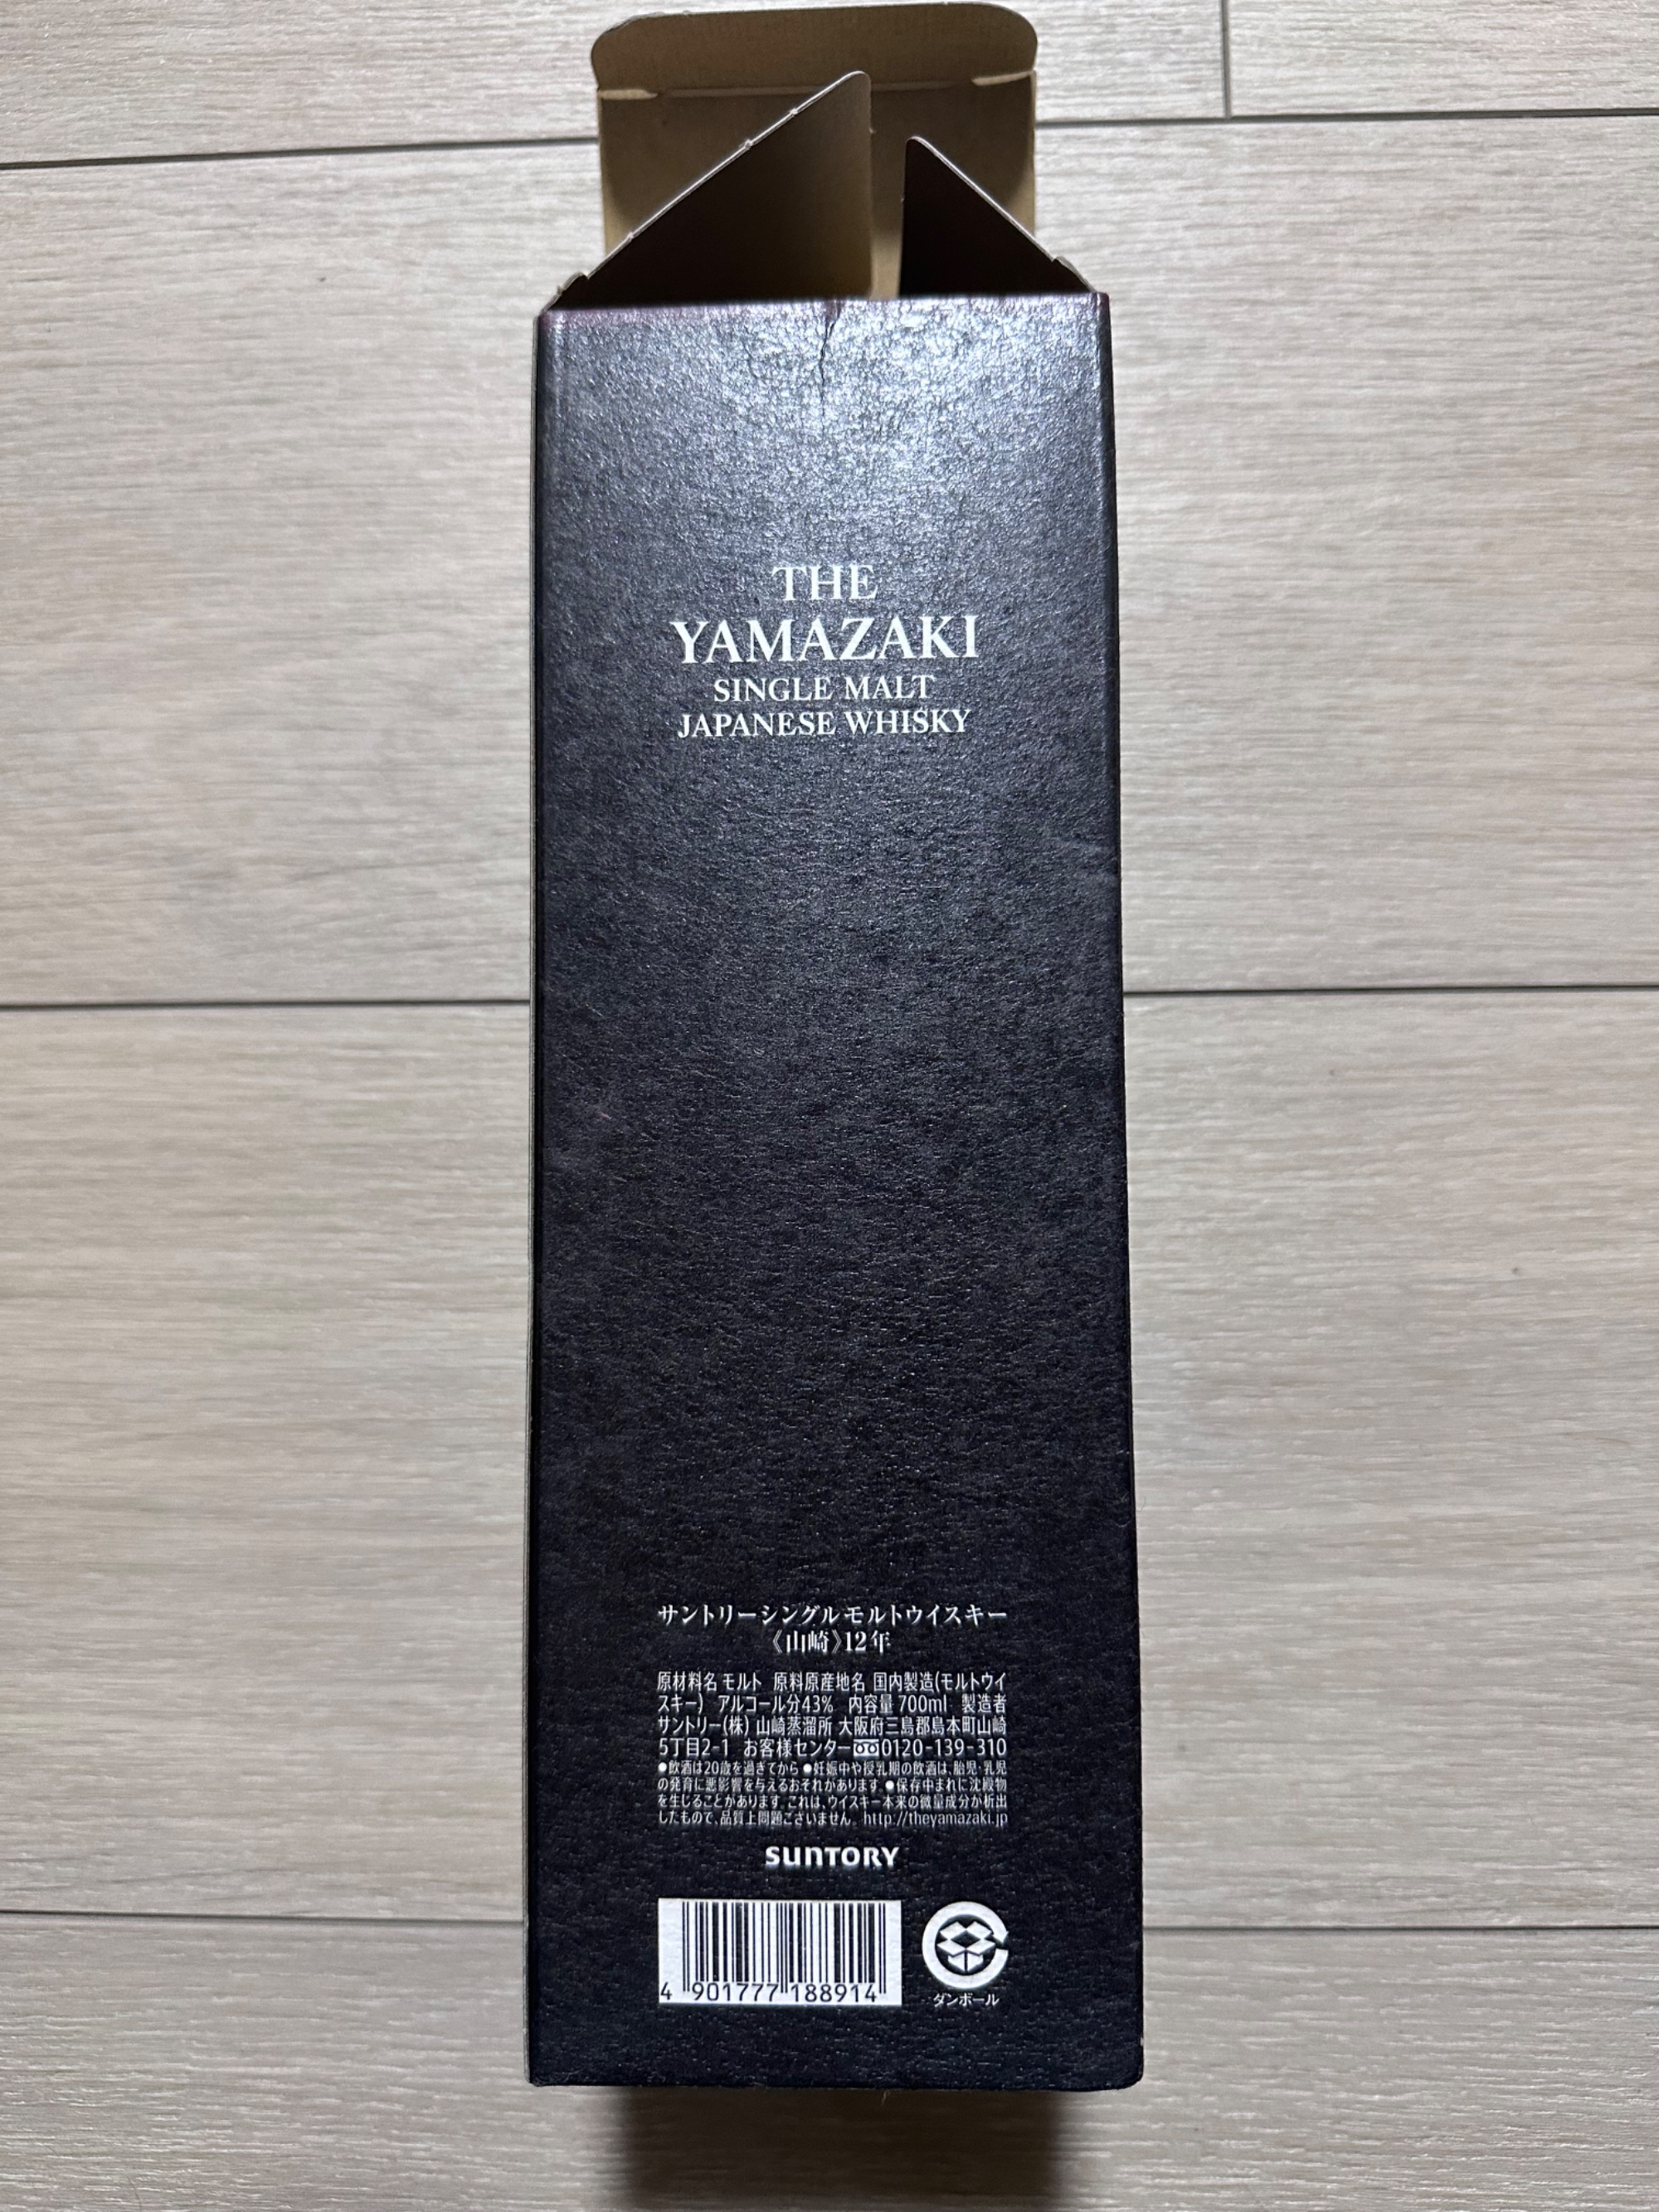 THE
YAMAZAKI
SINGLE MALT
JAPANESE WHISKY
サントリーシングルモルトウイスキー
《山崎》12年
原材料名 モルト 原料原産地名 国内製造(モルトウイ
スキー) アルコール分43% 内容量 700ml 製造者
サントリー(株) 山崎蒸溜所 大阪府三島郡島本町山崎
5丁目2-1 お客様センター 0120-139-310
●飲酒は20歳を過ぎてから ●妊娠中や授乳期の飲酒は、胎児・乳児
の発育に悪影響を与えるおそれがあります。●保存中まれに沈殿物
を生じることがあります。これは、ウイスキー本来の微量成分が析出
したもので、品質上問題ございません。 http://theyamazaki.jp
SUNTORY
4 901777 188914
ダンボール